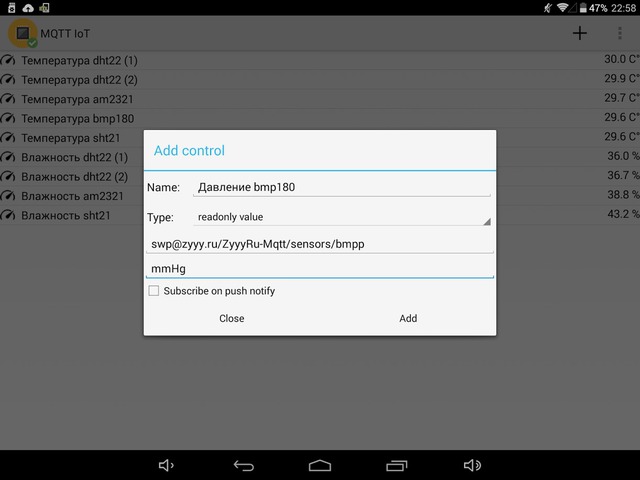 47% 22:58
MQTT IoT
Температура dht22 (1) 30.0 C°
Температура dht22 (2) 29.9 C°
Температура am2321 29.7 C°
Температура bmp180 29.6 C°
Температура sht21 29.6 C°
Влажность dht22 (1) 36.0 %
Влажность dht22 (2) 36.7 %
Влажность am2321 38.8 %
Влажность sht21 43.2 %
Add control
Name: Давление bmp180
Type: readonly value
swp@zyyy.ru/ZyyyRu-Mqtt/sensors/bmpp
mmHg
Subscribe on push notify
Close Add